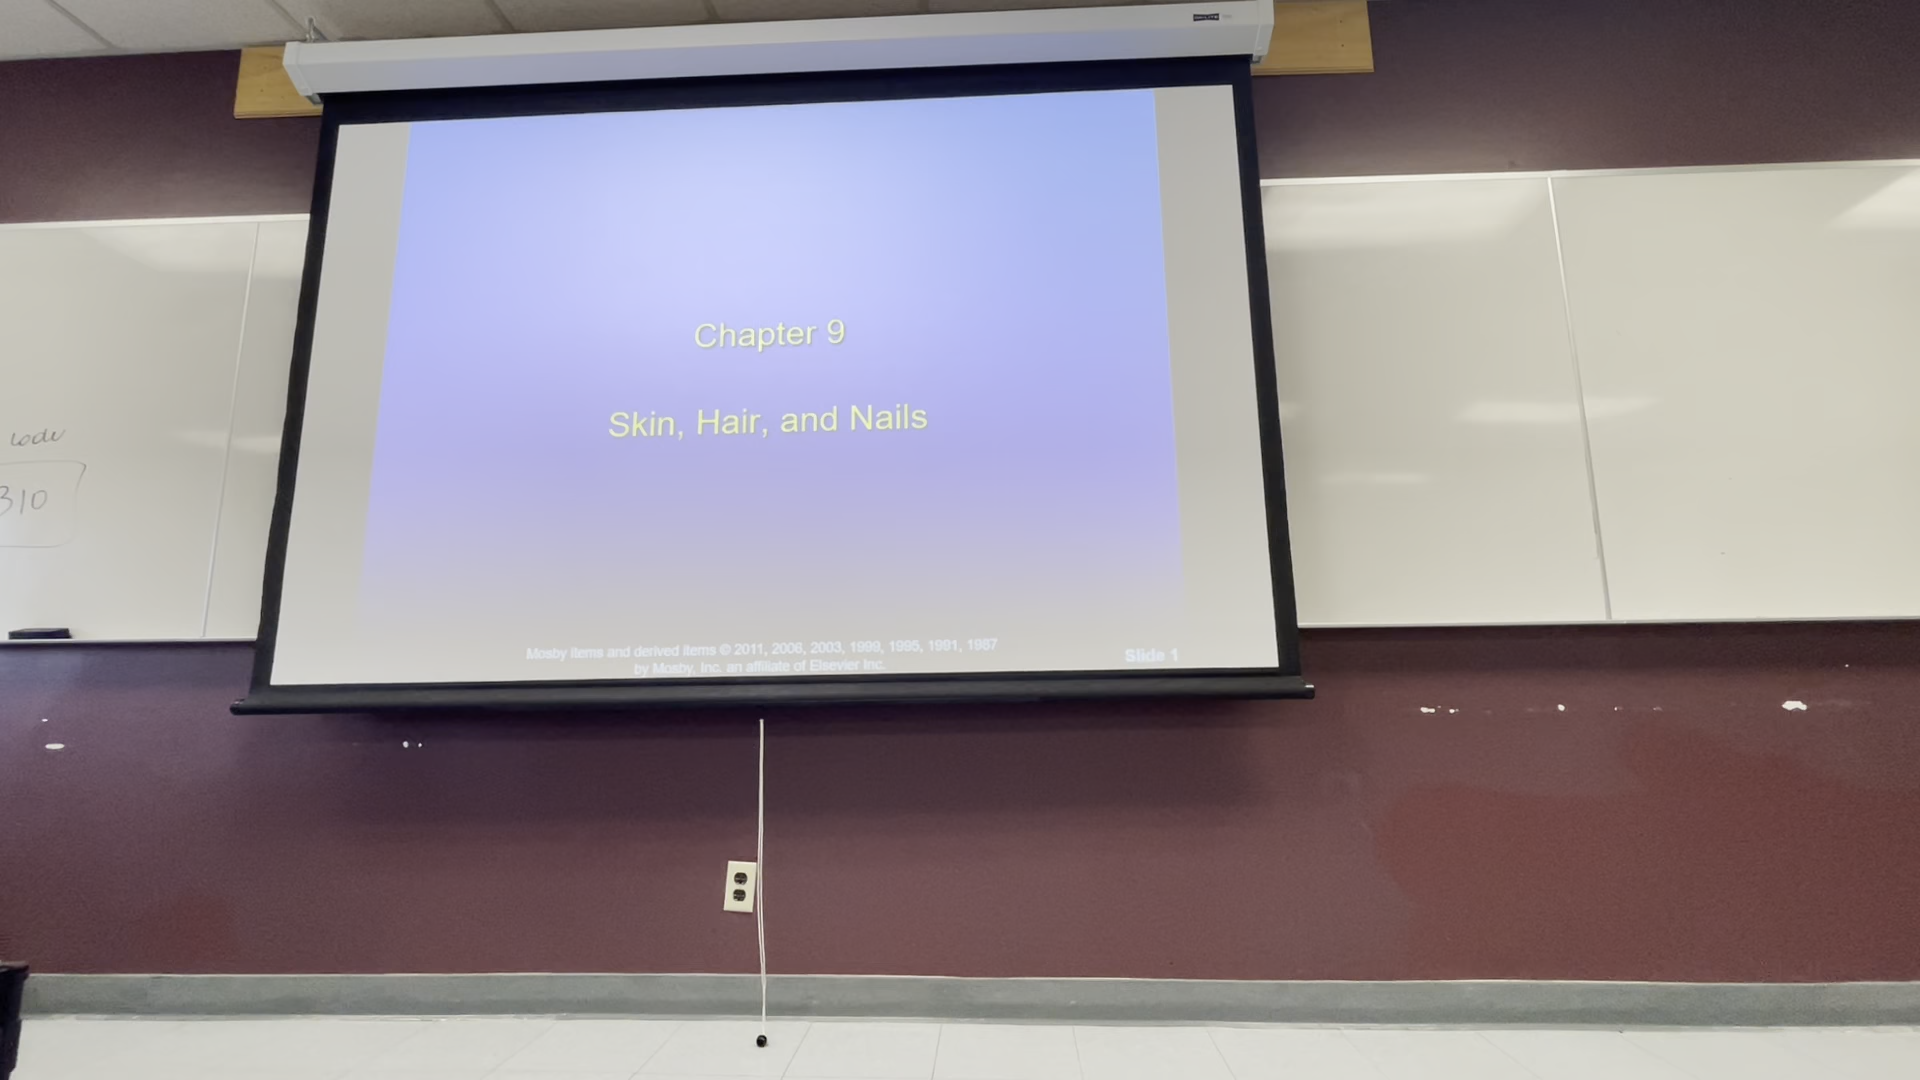 Chapter 9
Skin, Hair, and Nails
Mosby items and derived items © 2011, 2006, 2003, 1999, 1995, 1991, 1987
by Mosby, Inc. an affiliate of Elsevier Inc.
Slide 1
310